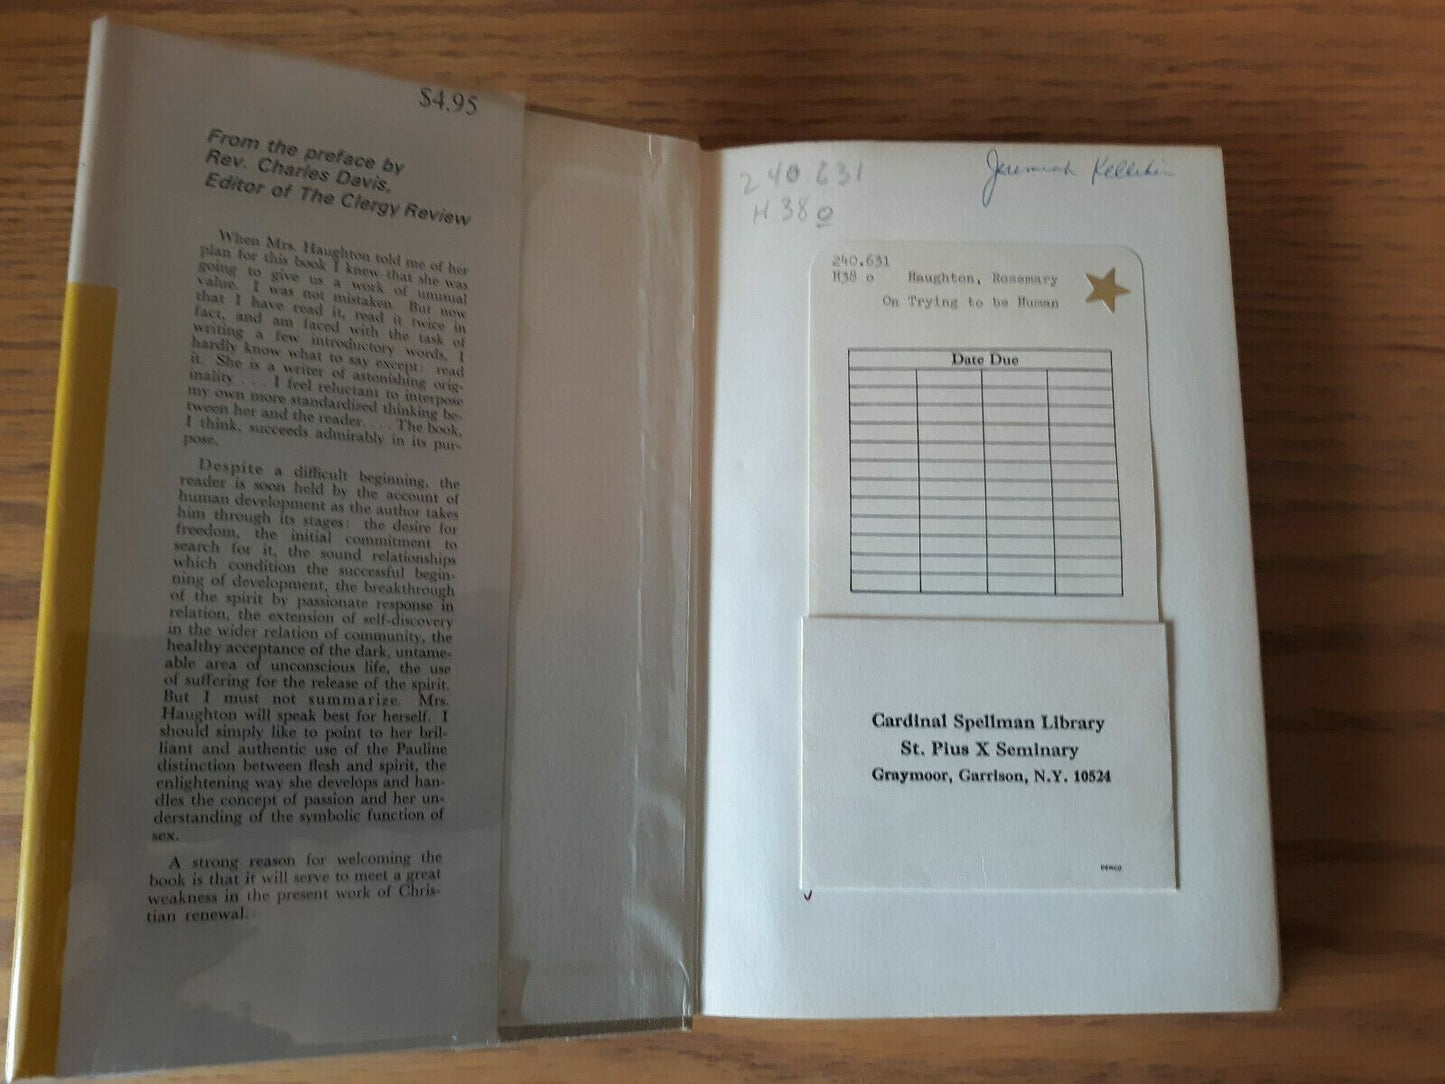 $4.95
From the preface by
Rev. Charles Davis,
Editor of The Clergy Review
When Mrs. Haughton told me of her
plan for this book I knew that she was
going to give us a work of unusual
value. I was not mistaken. But now
that I have read it, read it twice in
fact, and am faced with the task of
writing a few introductory words, I
hardly know what to say except: read
it. She is a writer of astonishing orig-
inality . . . I feel reluctant to interpose
my own more standardized thinking be-
tween her and the reader. . . . The book,
I think, succeeds admirably in its pur-
pose.
Despite a difficult beginning, the
reader is soon held by the account of
human development as the author takes
him through its stages: the desire for
freedom, the initial commitment to
search for it, the sound relationships
which condition the successful begin-
ning of development, the breakthrough
of the spirit by passionate response in
relation, the extension of self-discovery
in the wider relation of community, the
healthy acceptance of the dark, untame-
able area of unconscious life, the use
of suffering for the release of the spirit.
But I must not summarize. Mrs.
Haughton will speak best for herself. I
should simply like to point to her bril-
liant and authentic use of the Pauline
distinction between flesh and spirit, the
enlightening way she develops and han-
dles the concept of passion and her un-
derstanding of the symbolic function of
sex.
A strong reason for welcoming the
book is that it will serve to meet a great
weakness in the present work of Chris-
tian renewal.
240.631
H38o
Jeremiah Kelliher
240.631
H38 o Haughton, Rosemary
On Trying to be Human
Date Due
Cardinal Spellman Library
St. Pius X Seminary
Graymoor, Garrison, N.Y. 10524
DEMCO